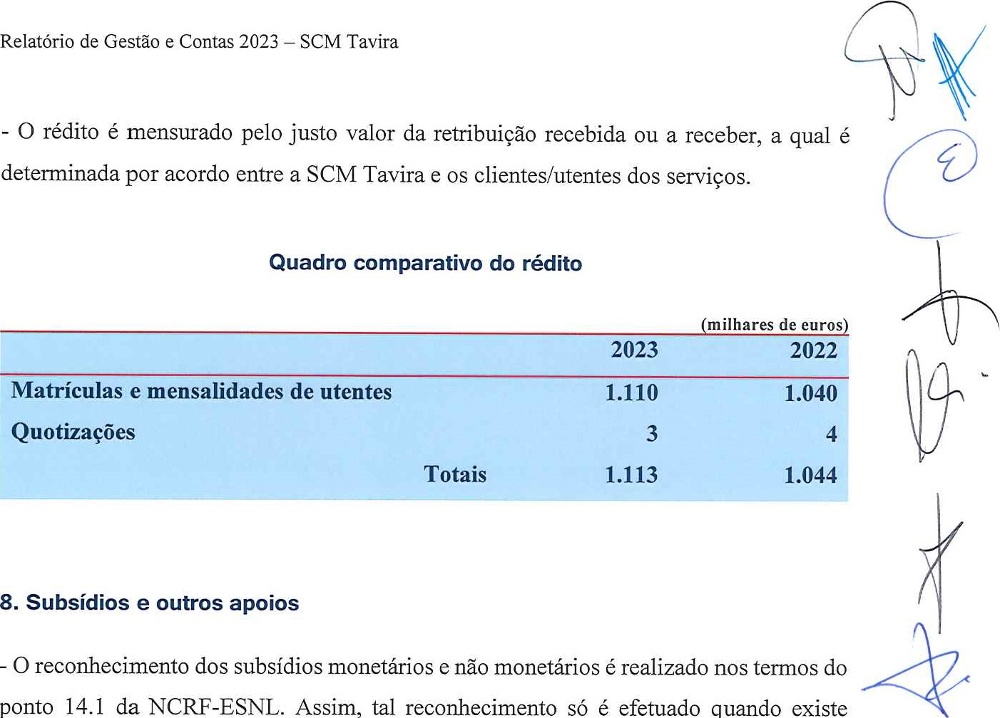 Relatório de Gestão e Contas 2023 – SCM Tavira
- O rédito é mensurado pelo justo valor da retribuição recebida ou a receber, a qual é
determinada por acordo entre a SCM Tavira e os clientes/utentes dos serviços.
Quadro comparativo do rédito
(milhares de euros)
2023 2022
Matrículas e mensalidades de utentes 1.110 1.040
Quotizações 3 4
Totais 1.113 1.044
8. Subsídios e outros apoios
- O reconhecimento dos subsídios monetários e não monetários é realizado nos termos do
ponto 14.1 da NCRF-ESNL. Assim, tal reconhecimento só é efetuado quando existe